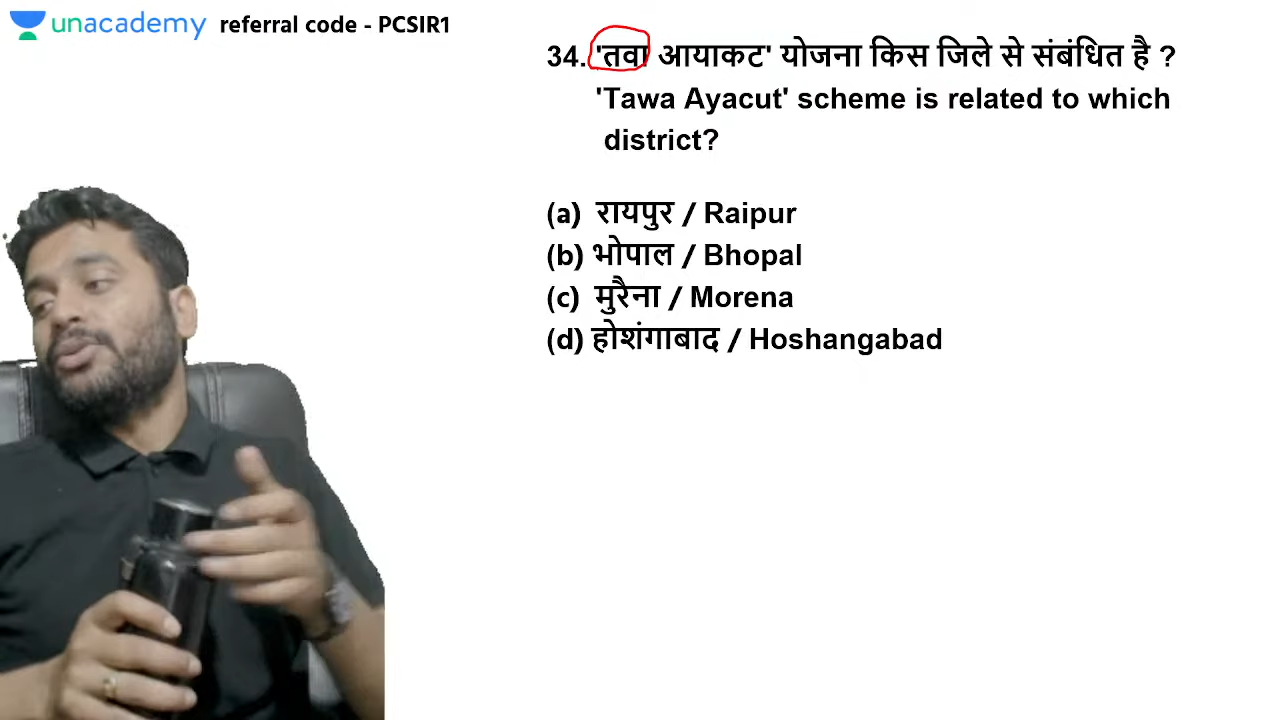 unacademy referral code - PCSIR1
34. 'तवा आयाकट' योजना किस जिले से संबंधित है ?
'Tawa Ayacut' scheme is related to which
district?
(a) रायपुर / Raipur
(b) भोपाल / Bhopal
(c) मुरैना / Morena
(d) होशंगाबाद / Hoshangabad